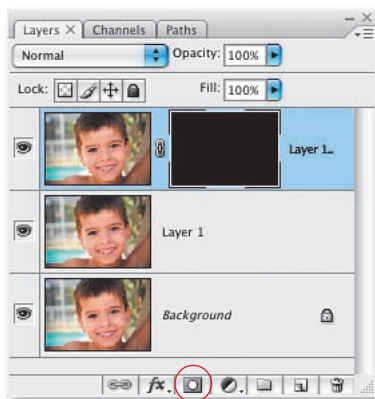 Layers × Channels Paths
Normal Opacity: 100%
Lock: Fill: 100%
Layer 1...
Layer 1
Background
fx.